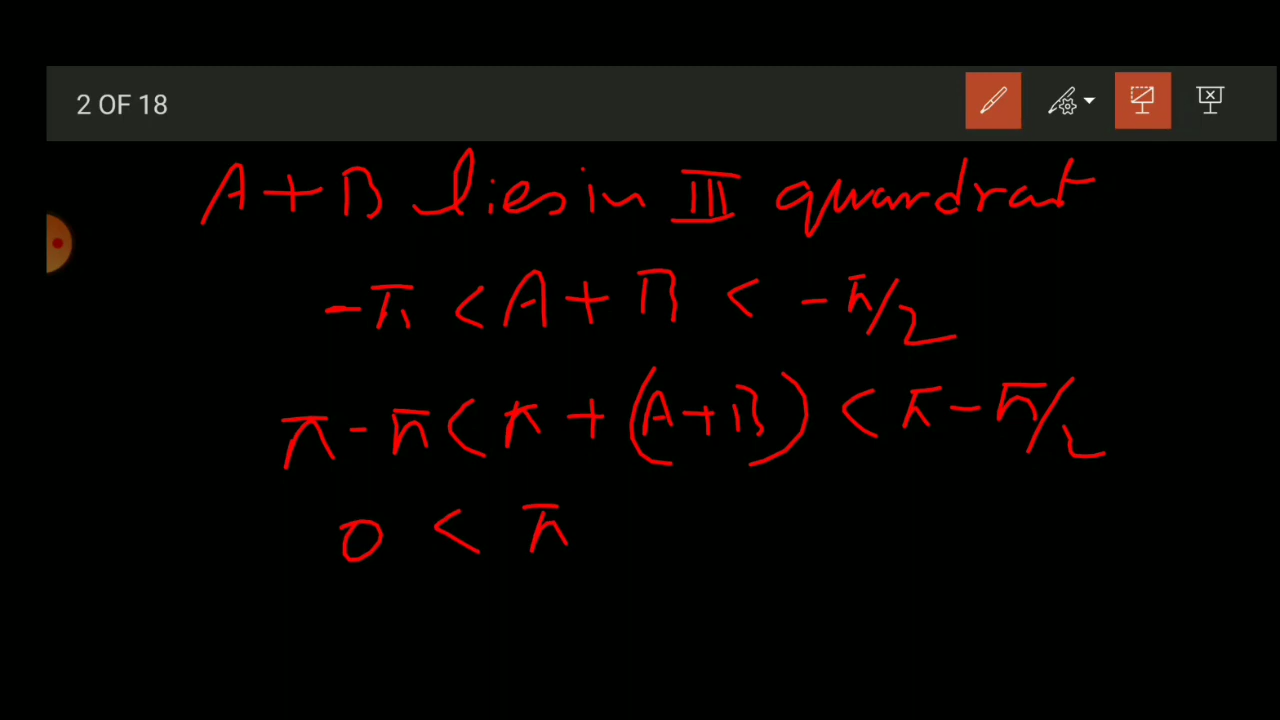 2 OF 18
A+B lies in III quardrat
-π < A+B < -π/2
π-π < π+(A+B) < π-π/2
0 < π